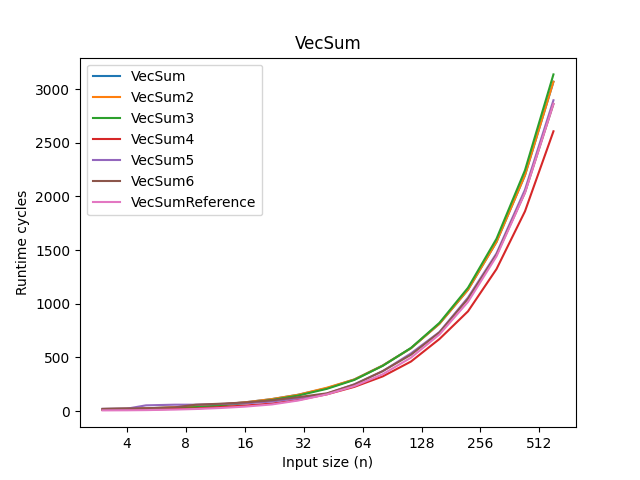 VecSum
VecSum
VecSum2
VecSum3
VecSum4
VecSum5
VecSum6
VecSumReference
Runtime cycles
3000
2500
2000
1500
1000
500
0
4 8 16 32 64 128 256 512
Input size (n)